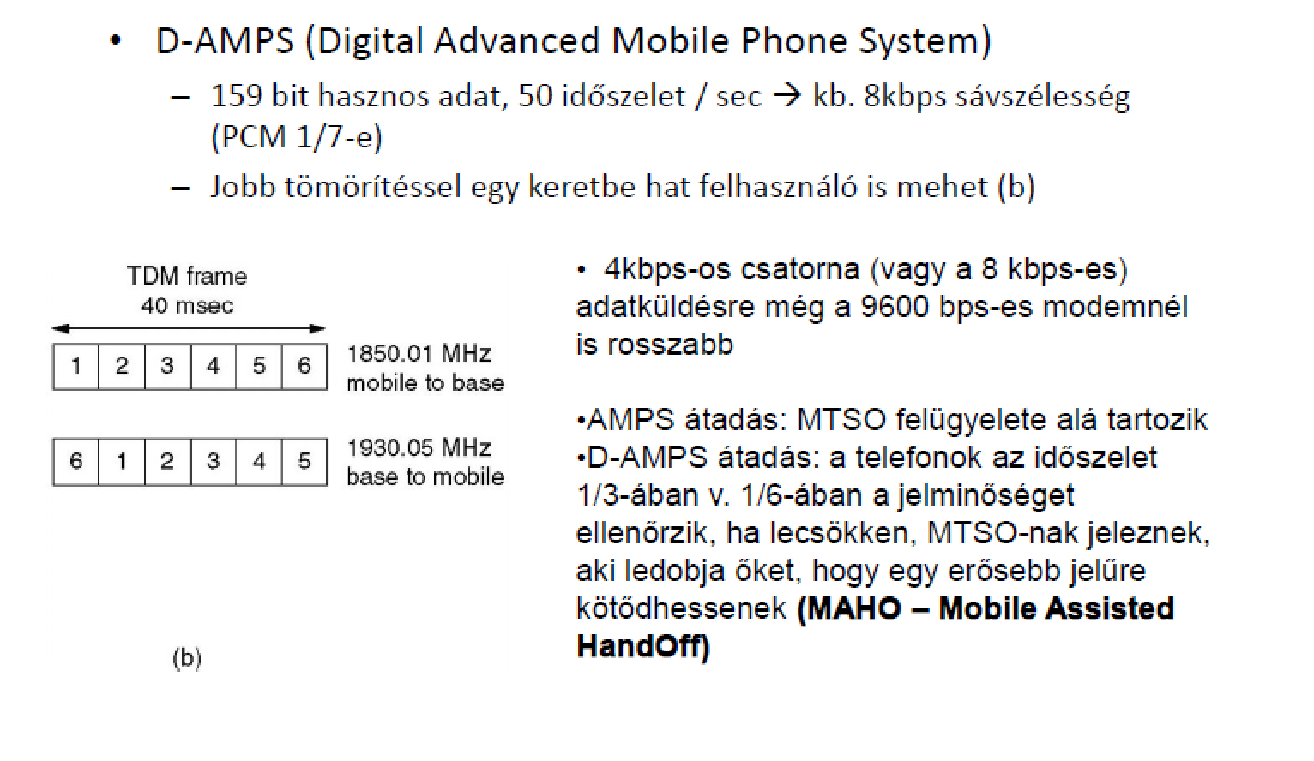 • D-AMPS (Digital Advanced Mobile Phone System)
– 159 bit hasznos adat, 50 időszelet / sec → kb. 8kbps sávszélesség
(PCM 1/7-e)
– Jobb tömörítéssel egy keretbe hat felhasználó is mehet (b)
TDM frame
40 msec
1 2 3 4 5 6
1850.01 MHz
mobile to base
6 1 2 3 4 5
1930.05 MHz
base to mobile
(b)
• 4kbps-os csatorna (vagy a 8 kbps-es)
adatküldésre még a 9600 bps-es modemnél
is rosszabb
•AMPS átadás: MTSO felügyelete alá tartozik
•D-AMPS átadás: a telefonok az időszelet
1/3-ában v. 1/6-ában a jelminőséget
ellenőrzik, ha lecsökken, MTSO-nak jeleznek,
aki ledobja őket, hogy egy erősebb jelűre
kötődhessenek (MAHO – Mobile Assisted
HandOff)